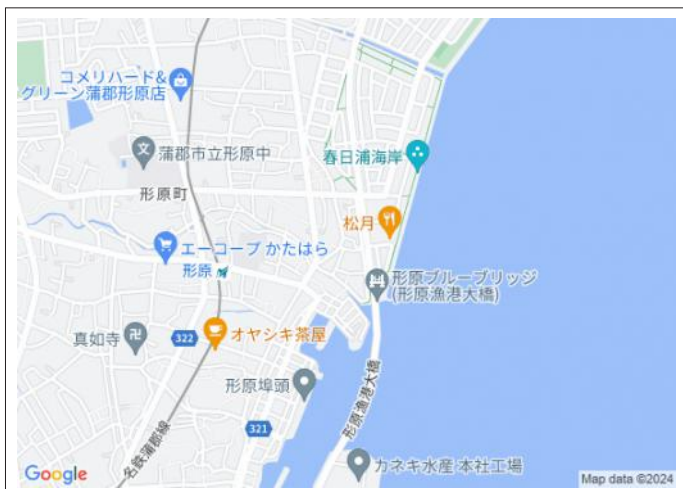 コメリハード&
グリーン蒲郡形原店
文
蒲郡市立形原中
春日浦海岸
形原町
松月
エーコープ かたはら
形原
形原ブルーブリッジ
(形原漁港大橋)
322
オヤシキ茶屋
真如寺
形原埠頭
形原漁港大橋
321
名鉄蒲郡線
カネキ水産 本社工場
Google
Map data ©2024